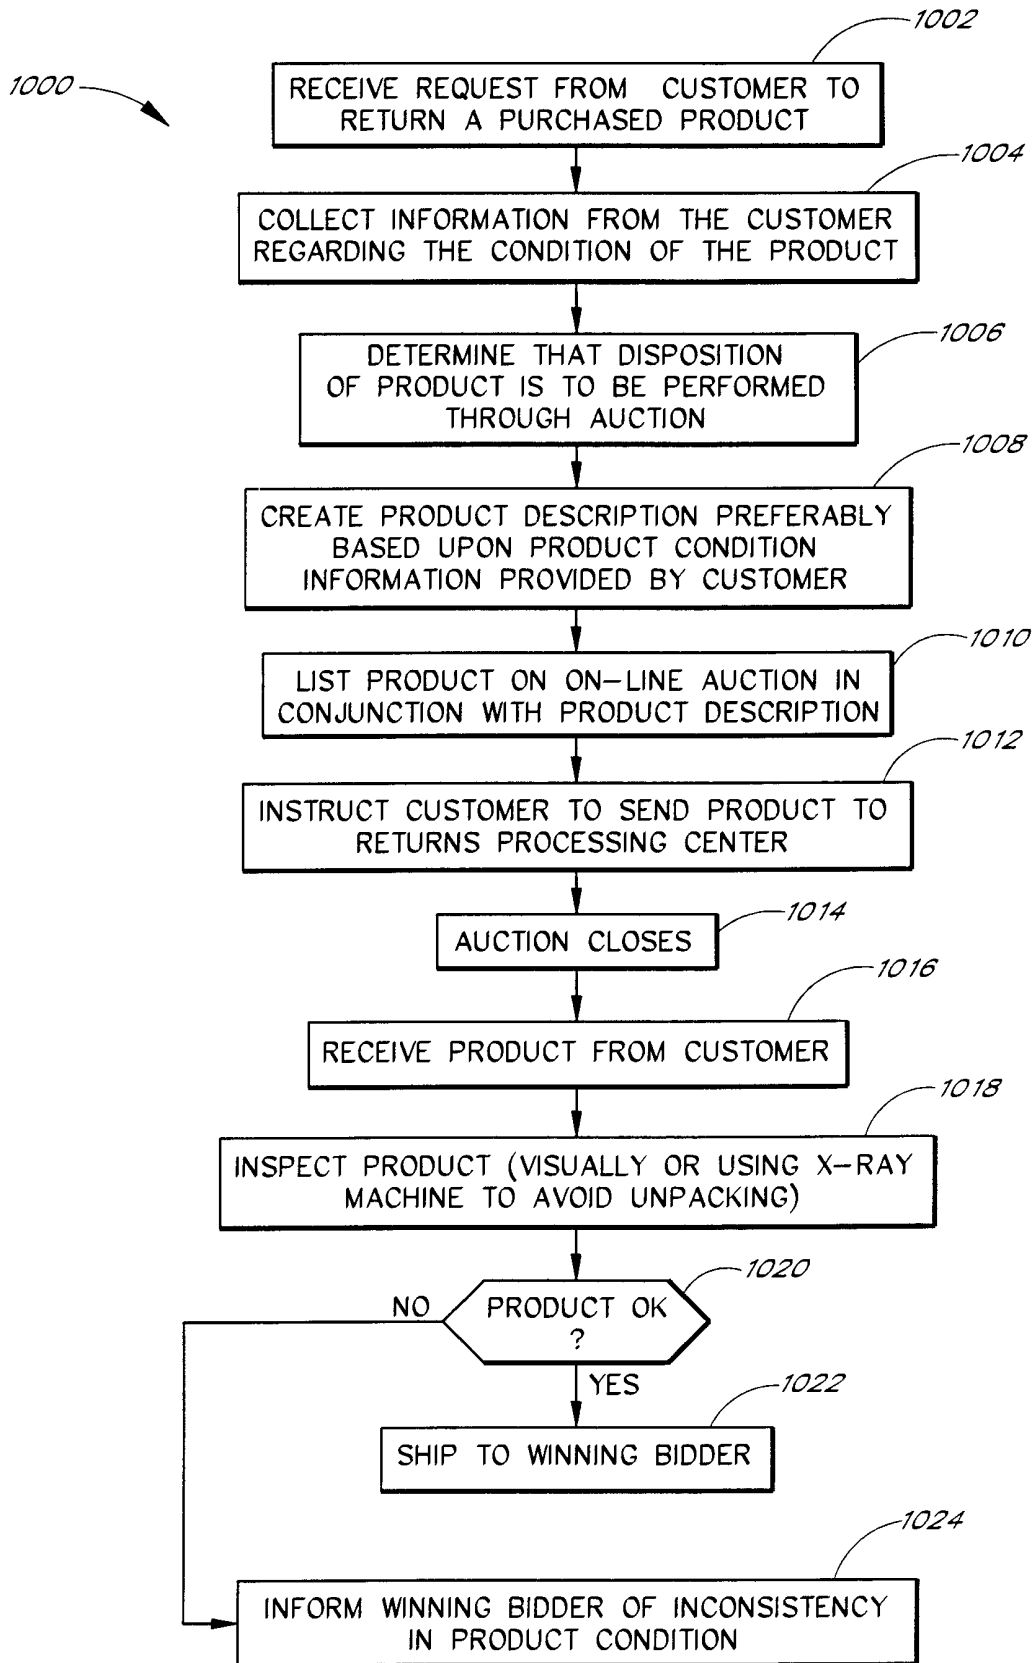 1002
1000
RECEIVE REQUEST FROM CUSTOMER TO
RETURN A PURCHASED PRODUCT
1004
COLLECT INFORMATION FROM THE CUSTOMER
REGARDING THE CONDITION OF THE PRODUCT
1006
DETERMINE THAT DISPOSITION
OF PRODUCT IS TO BE PERFORMED
THROUGH AUCTION
1008
CREATE PRODUCT DESCRIPTION PREFERABLY
BASED UPON PRODUCT CONDITION
INFORMATION PROVIDED BY CUSTOMER
1010
LIST PRODUCT ON ON-LINE AUCTION IN
CONJUNCTION WITH PRODUCT DESCRIPTION
1012
INSTRUCT CUSTOMER TO SEND PRODUCT TO
RETURNS PROCESSING CENTER
1014
AUCTION CLOSES
1016
RECEIVE PRODUCT FROM CUSTOMER
1018
INSPECT PRODUCT (VISUALLY OR USING X-RAY
MACHINE TO AVOID UNPACKING)
1020
NO
PRODUCT OK
?
YES
1022
SHIP TO WINNING BIDDER
1024
INFORM WINNING BIDDER OF INCONSISTENCY
IN PRODUCT CONDITION